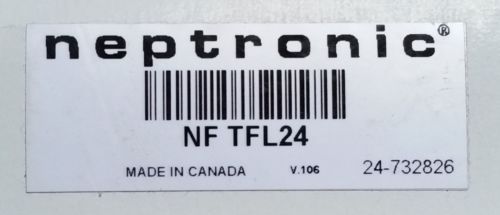 neptronic®
NF TFL24
MADE IN CANADA V.106 24-732826